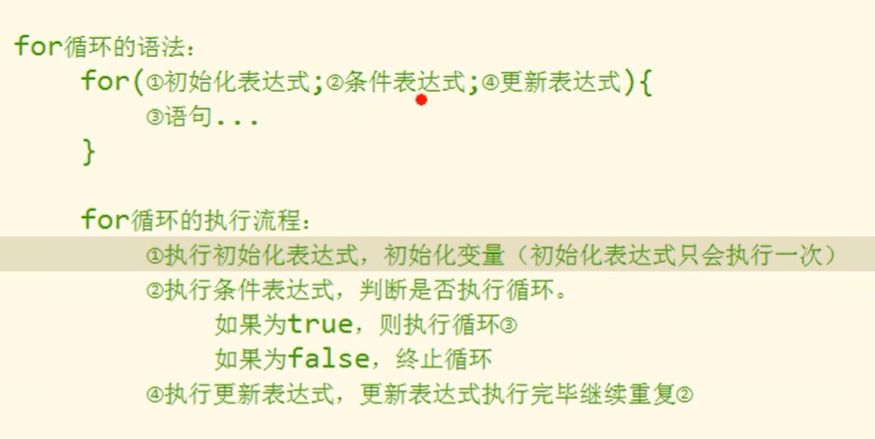 for循环的语法：
for(①初始化表达式;②条件表达式;④更新表达式){
③语句...
}
for循环的执行流程：
①执行初始化表达式，初始化变量（初始化表达式只会执行一次）
②执行条件表达式，判断是否执行循环。
如果为true，则执行循环③
如果为false，终止循环
④执行更新表达式，更新表达式执行完毕继续重复②